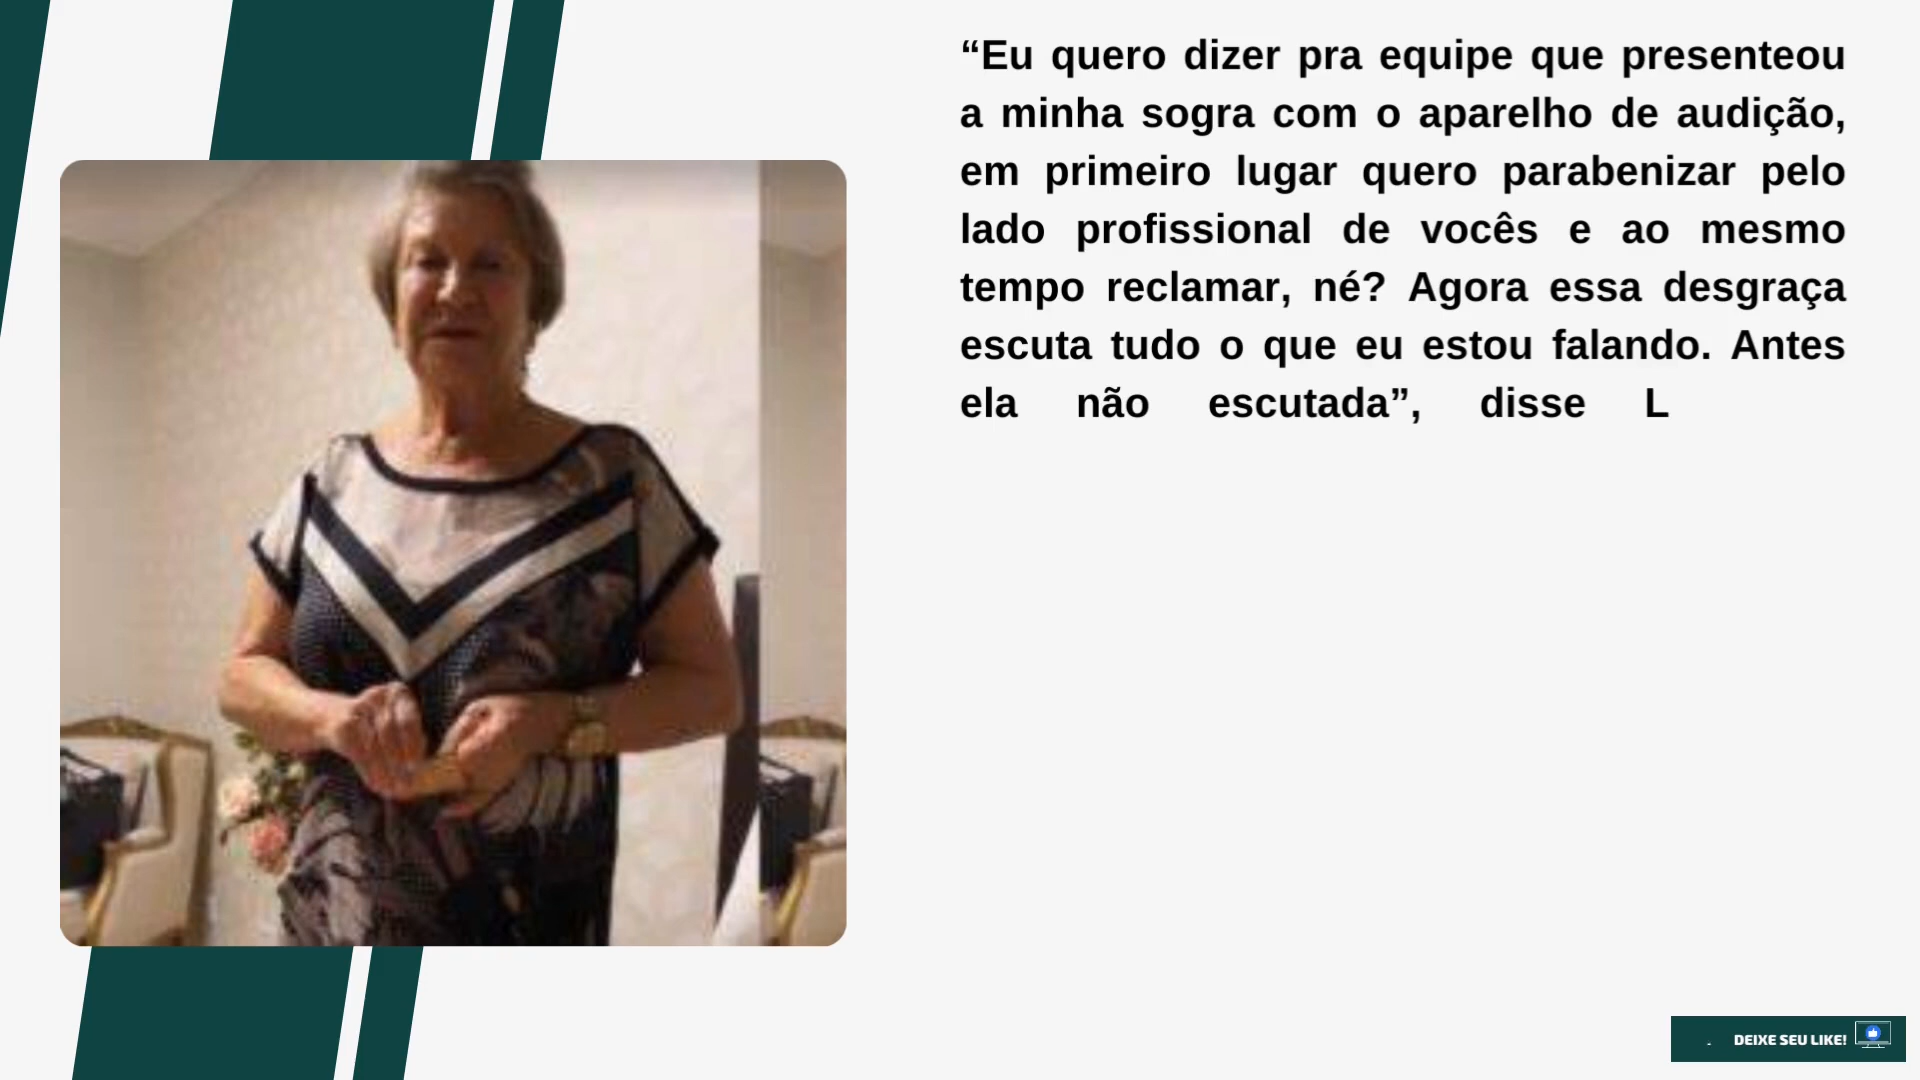 “Eu quero dizer pra equipe que presenteou
a minha sogra com o aparelho de audição,
em primeiro lugar quero parabenizar pelo
lado profissional de vocês e ao mesmo
tempo reclamar, né? Agora essa desgraça
escuta tudo o que eu estou falando. Antes
ela não escutada”, disse L
DEIXE SEU LIKE!